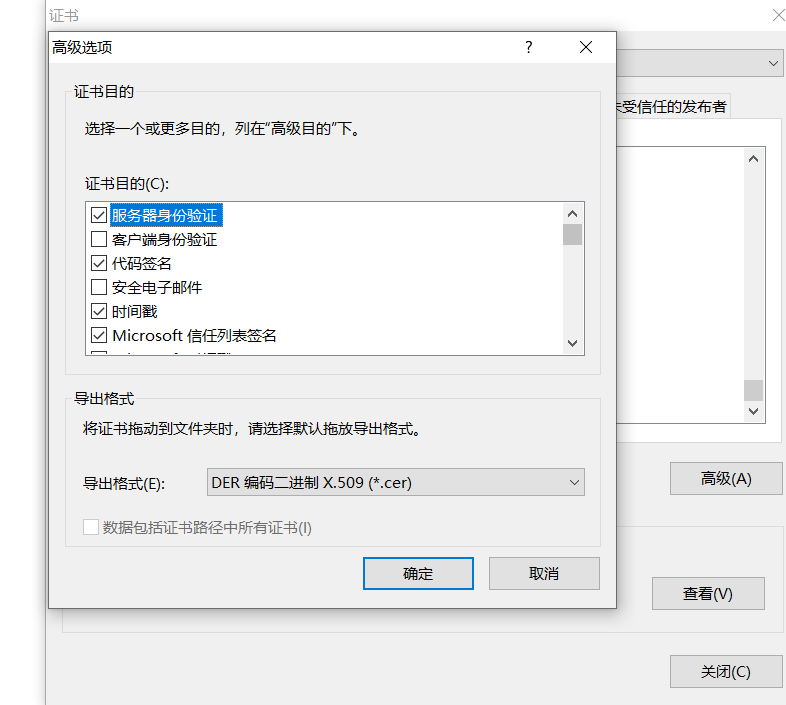 证书
高级选项
?
未受信任的发布者
证书目的
选择一个或更多目的，列在“高级目的”下。
证书目的(C):
服务器身份验证
客户端身份验证
代码签名
安全电子邮件
时间戳
Microsoft 信任列表签名
导出格式
将证书拖动到文件夹时，请选择默认拖放导出格式。
导出格式(E):
DER 编码二进制 X.509 (*.cer)
高级(A)
数据包括证书路径中所有证书(I)
确定
取消
查看(V)
关闭(C)